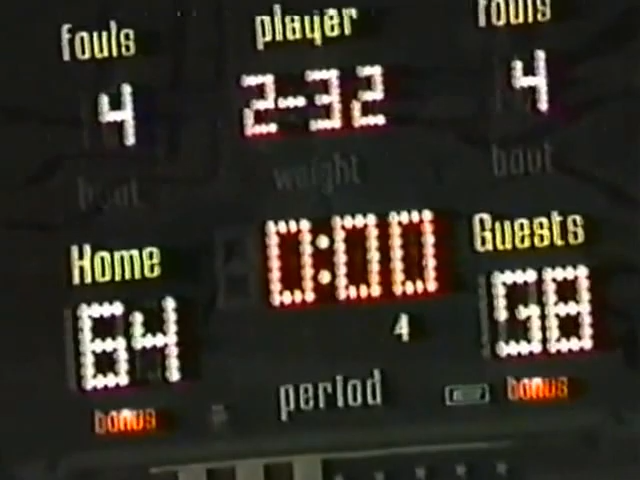 fouls player fouls
4 2-32 4
bout weight bout
Home 0:00 Guests
64 4 58
bonus period bonus